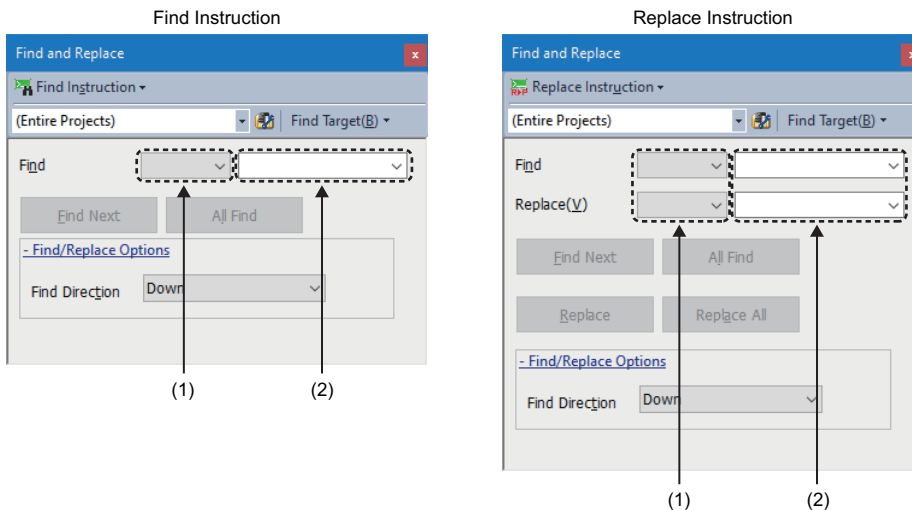 Find Instruction
Find and Replace
x
Find Instruction
(Entire Projects)
Find Target(B)
Find
Find Next
All Find
- Find/Replace Options
Find Direction
Down
(1)
(2)
Replace Instruction
Find and Replace
x
Replace Instruction
(Entire Projects)
Find Target(B)
Find
Replace(V)
Find Next
All Find
Replace
Replace All
- Find/Replace Options
Find Direction
Down
(1)
(2)